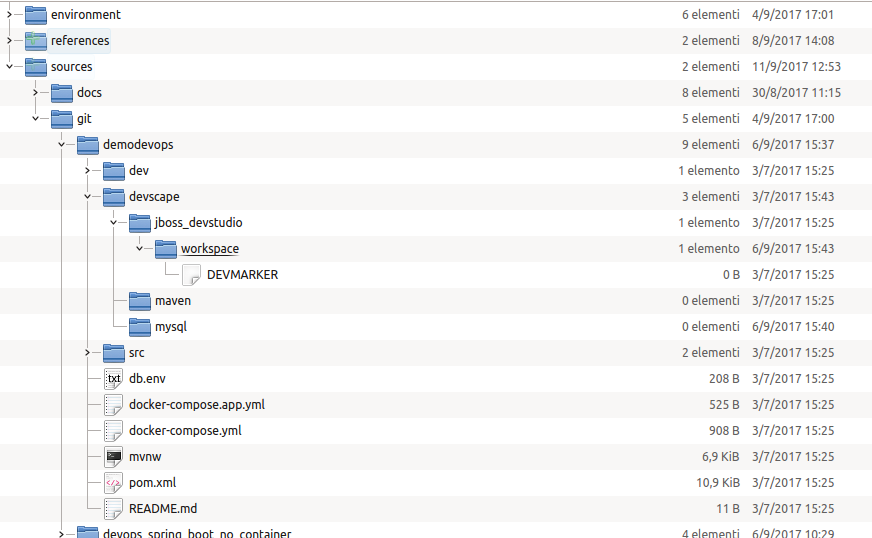 environment 6 elementi 4/9/2017 17:01
references 2 elementi 8/9/2017 14:08
sources 2 elementi 11/9/2017 12:53
docs 8 elementi 30/8/2017 11:15
git 5 elementi 4/9/2017 17:00
demodevops 9 elementi 6/9/2017 15:37
dev 1 elemento 3/7/2017 15:25
devscape 3 elementi 3/7/2017 15:43
jboss_devstudio 1 elemento 3/7/2017 15:25
workspace 1 elemento 6/9/2017 15:43
DEVMARKER 0 B 3/7/2017 15:25
maven 0 elementi 3/7/2017 15:25
mysql 0 elementi 6/9/2017 15:40
src 2 elementi 3/7/2017 15:25
txt db.env 208 B 3/7/2017 15:25
docker-compose.app.yml 525 B 3/7/2017 15:25
docker-compose.yml 908 B 3/7/2017 15:25
mvnw 6,9 KiB 3/7/2017 15:25
</> pom.xml 10,9 KiB 3/7/2017 15:25
README.md 11 B 3/7/2017 15:25
devops_spring_boot_no_container 4 elementi 6/9/2017 10:29